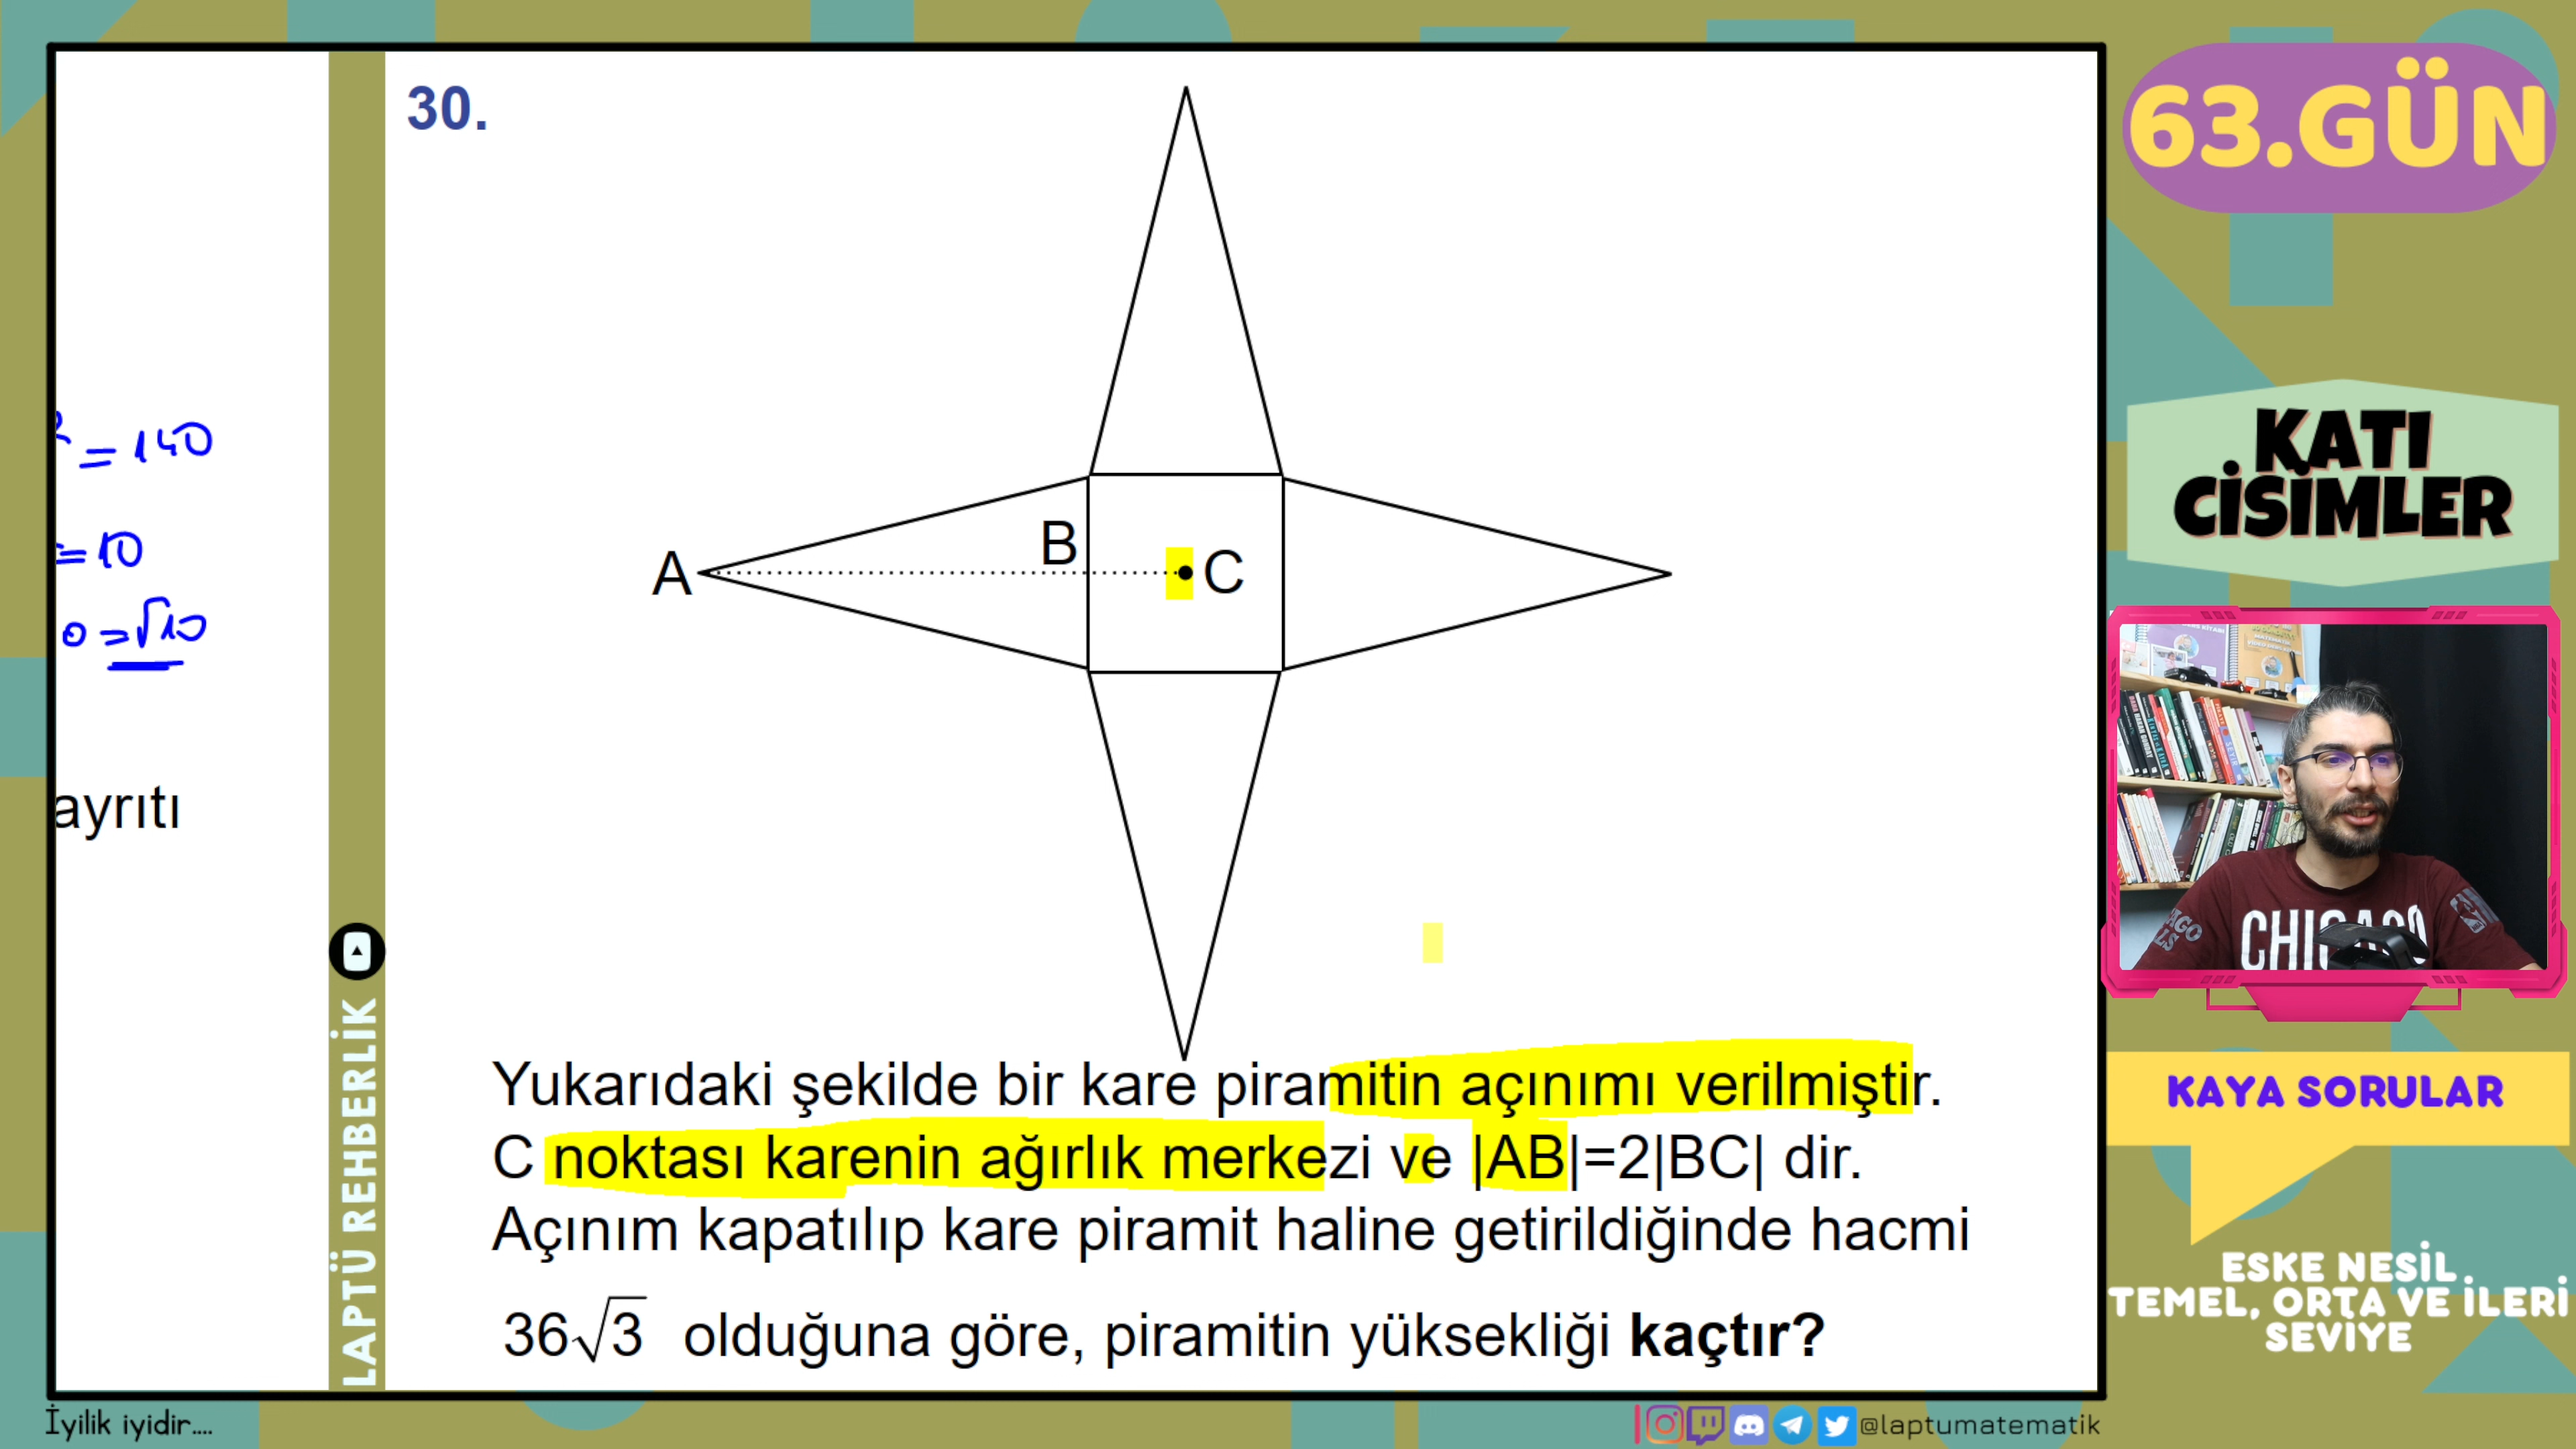 63.GÜN
30.
= 140
=10
0 = √10
ayrıtı
A
B
C
LAPTÜ REHBERLİK
Yukarıdaki şekilde bir kare piramitin açınımı verilmiştir.
C noktası karenin ağırlık merkezi ve |AB|=2|BC| dir.
Açınım kapatılıp kare piramit haline getirildiğinde hacmi
36√3 olduğuna göre, piramitin yüksekliği kaçtır?
KATI
CİSİMLER
CHICAGO
KAYA SORULAR
ESKE NESİL
TEMEL, ORTA VE İLERİ
SEVİYE
İyilik iyidir....
@laptumatematik